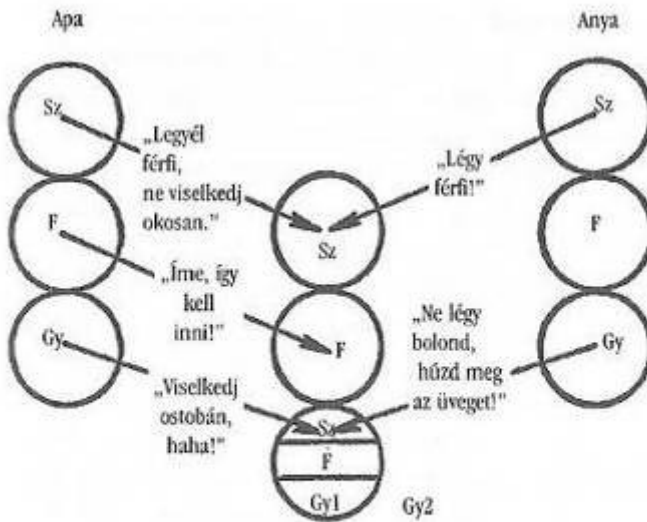 Apa
Anya
Sz
Sz
„Legyél
férfi,
ne viselkedj
okosan.”
„Légy
férfi!”
Sz
F
F
„Íme, így
kell
inni!”
F
Gy
Gy
„Ne légy
bolond,
húzd meg
az üveget!”
„Viselkedj
ostobán,
haha!”
Sz
F
Gy1
Gy2